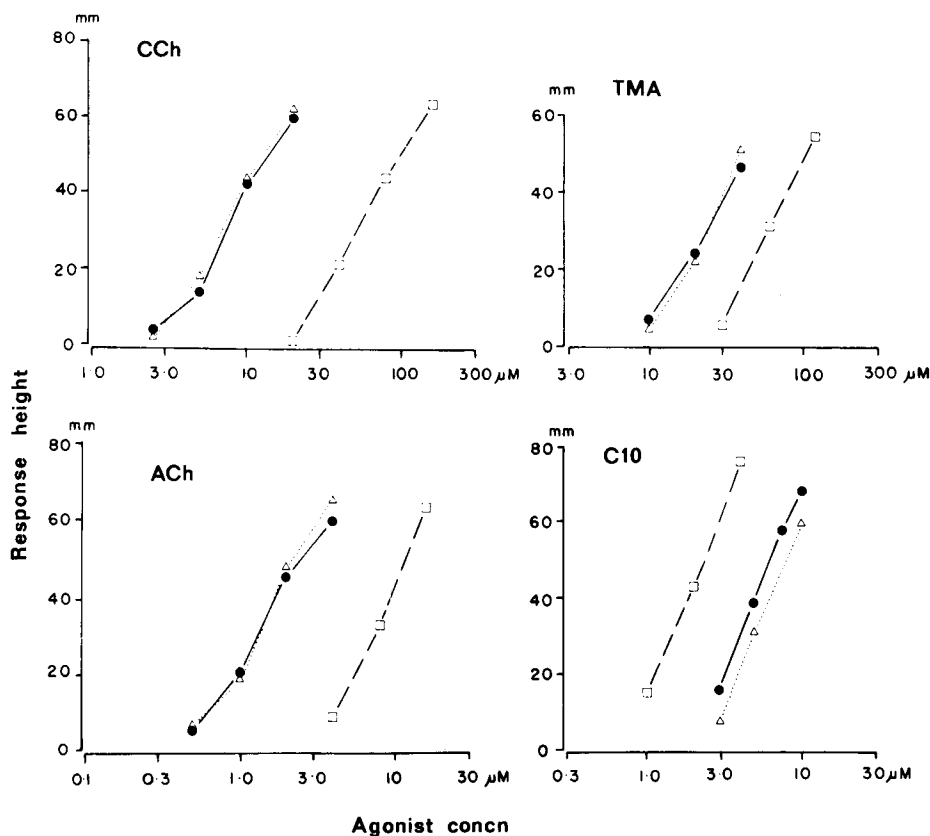 mm
80
CCh
60
40
20
0
1·0 3·0 10 30 100 300 µM
mm
TMA
60
40
20
0
3·0 10 30 100 300 µM
Response height
mm
80
ACh
60
40
20
0
0·1 0·3 1·0 3·0 10 30 µM
mm
80
C10
60
40
20
0
0·3 1·0 3·0 10 30 µM
Agonist concn